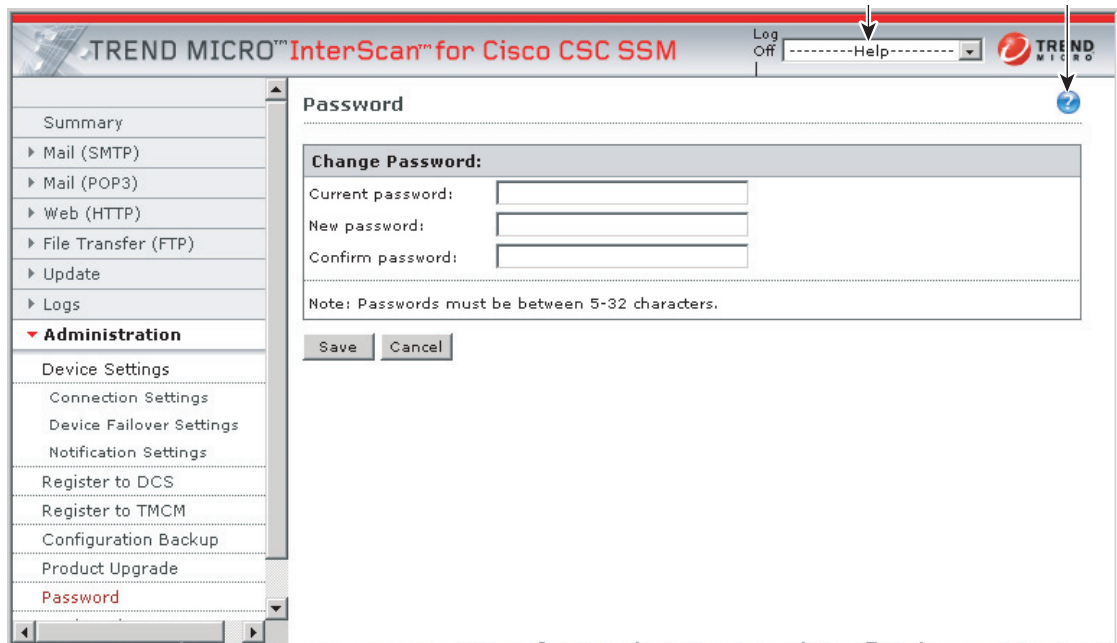 TREND MICRO™ InterScan™ for Cisco CSC SSM
Log Off
---------Help---------
TREND MICRO
Summary
Mail (SMTP)
Mail (POP3)
Web (HTTP)
File Transfer (FTP)
Update
Logs
Administration
Device Settings
Connection Settings
Device Failover Settings
Notification Settings
Register to DCS
Register to TMCM
Configuration Backup
Product Upgrade
Password
Password
?
Change Password:
Current password:
New password:
Confirm password:
Note: Passwords must be between 5-32 characters.
Save Cancel